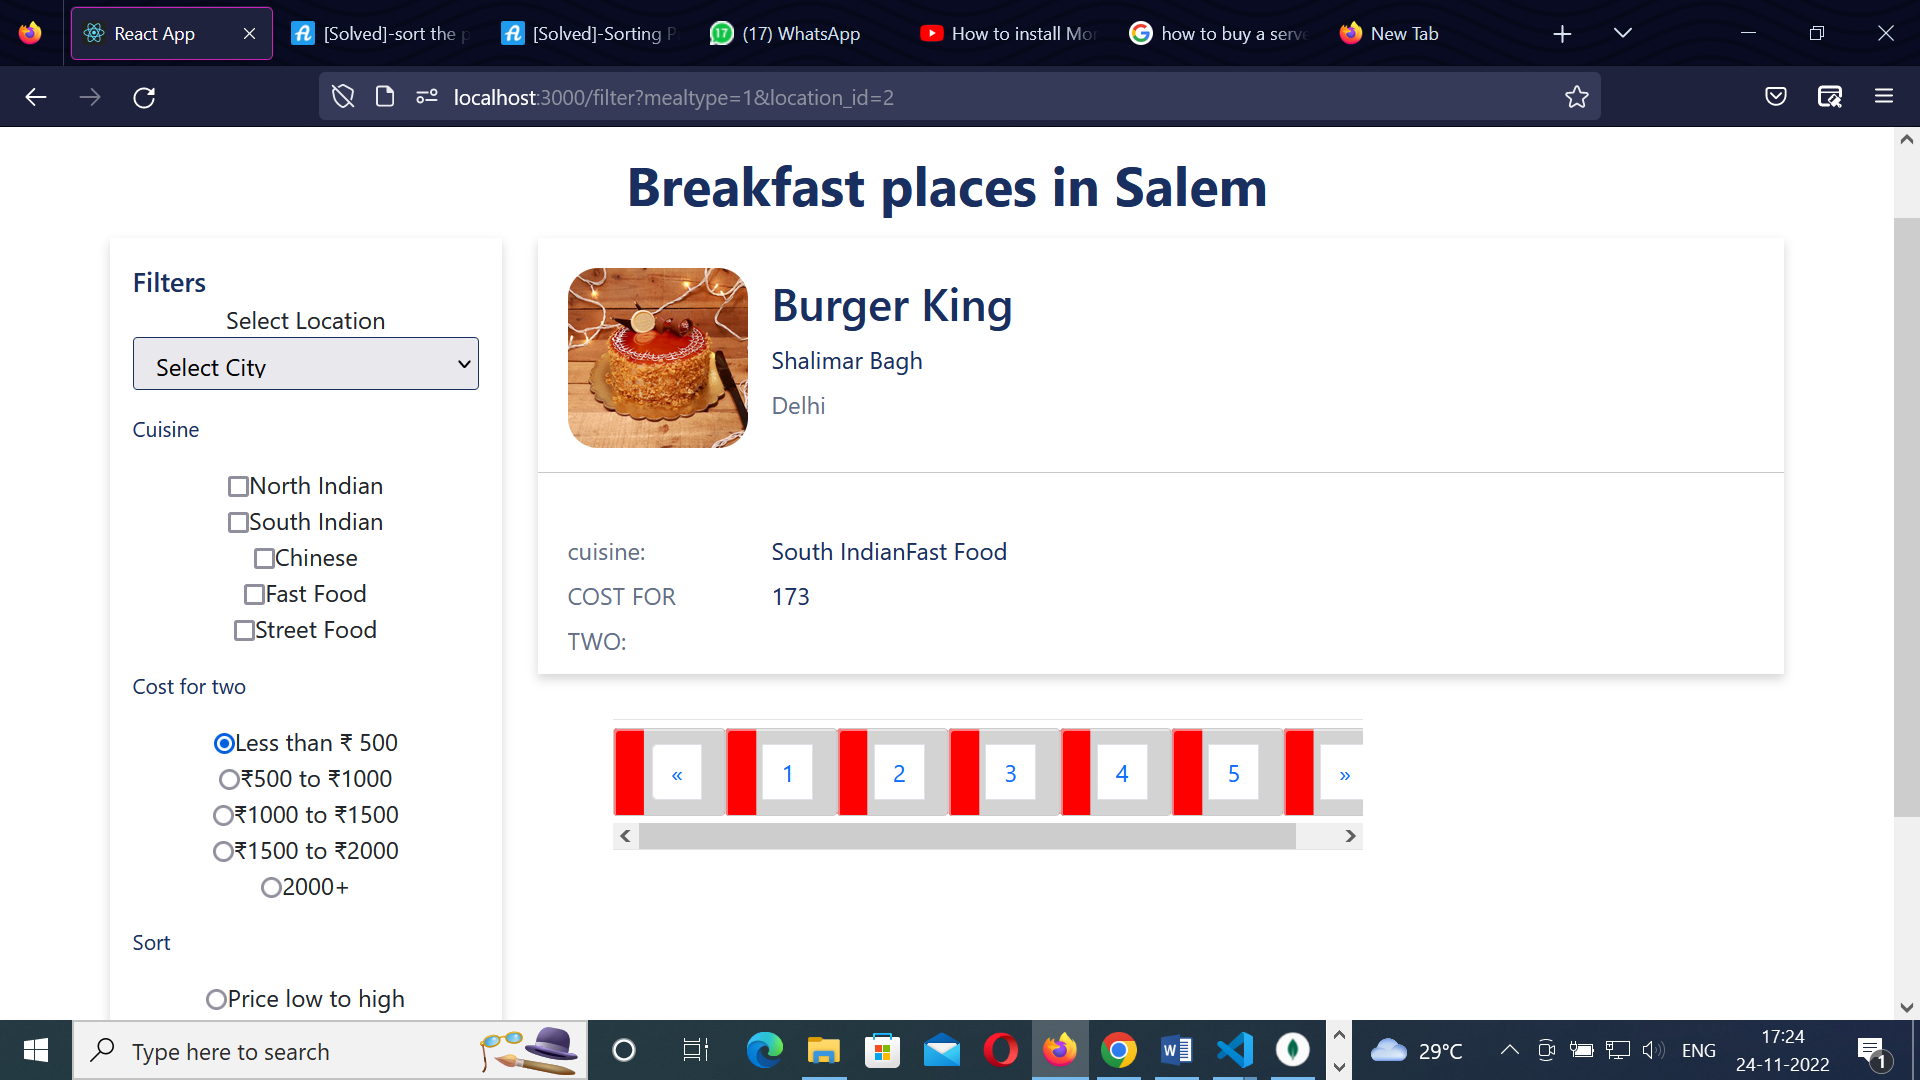 React App
[Solved]-sort the p
[Solved]-Sorting P
(17) WhatsApp
How to install Mo
how to buy a serve
New Tab
localhost:3000/filter?mealtype=1&location_id=2
Breakfast places in Salem
Filters
Select Location
Select City
Cuisine
North Indian
South Indian
Chinese
Fast Food
Street Food
Cost for two
Less than ₹ 500
₹500 to ₹1000
₹1000 to ₹1500
₹1500 to ₹2000
2000+
Sort
Price low to high
Burger King
Shalimar Bagh
Delhi
cuisine: South IndianFast Food
COST FOR 173
TWO:
« 1 2 3 4 5 »
Type here to search
29°C
ENG
17:24
24-11-2022
1